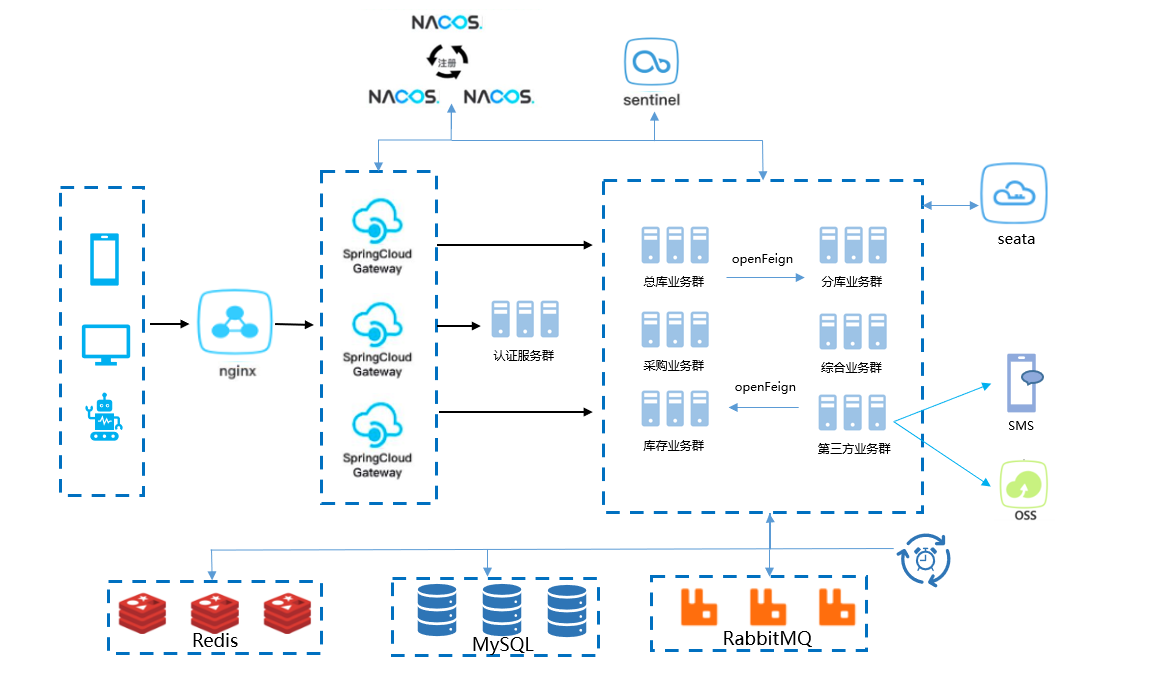 NACOS.
注册
NACOS.
NACOS.
sentinel
SpringCloud
Gateway
SpringCloud
Gateway
SpringCloud
Gateway
nginx
认证服务群
总库业务群
openFeign
分库业务群
采购业务群
综合业务群
库存业务群
openFeign
第三方业务群
seata
SMS
OSS
Redis
MySQL
RabbitMQ